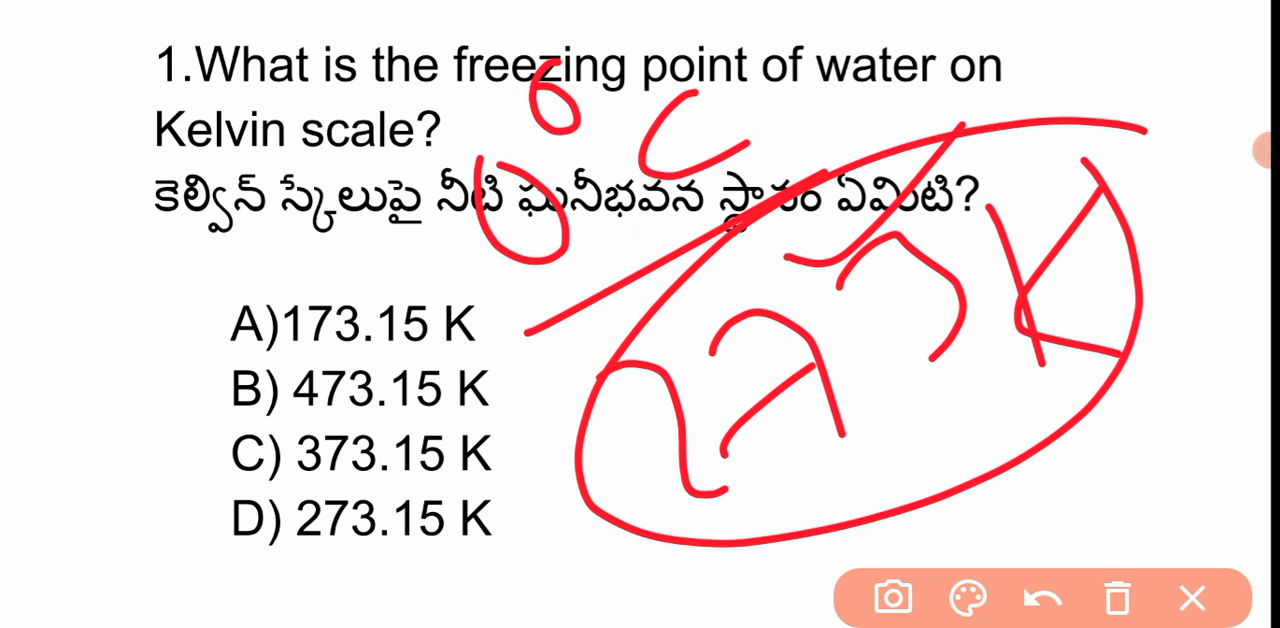 1.What is the freezing point of water on
Kelvin scale?
కెల్విన్ స్కేలుపై నీటి ఘనీభవన స్థానం ఏమిటి?
0°C
273K
A)173.15 K
B) 473.15 K
C) 373.15 K
D) 273.15 K